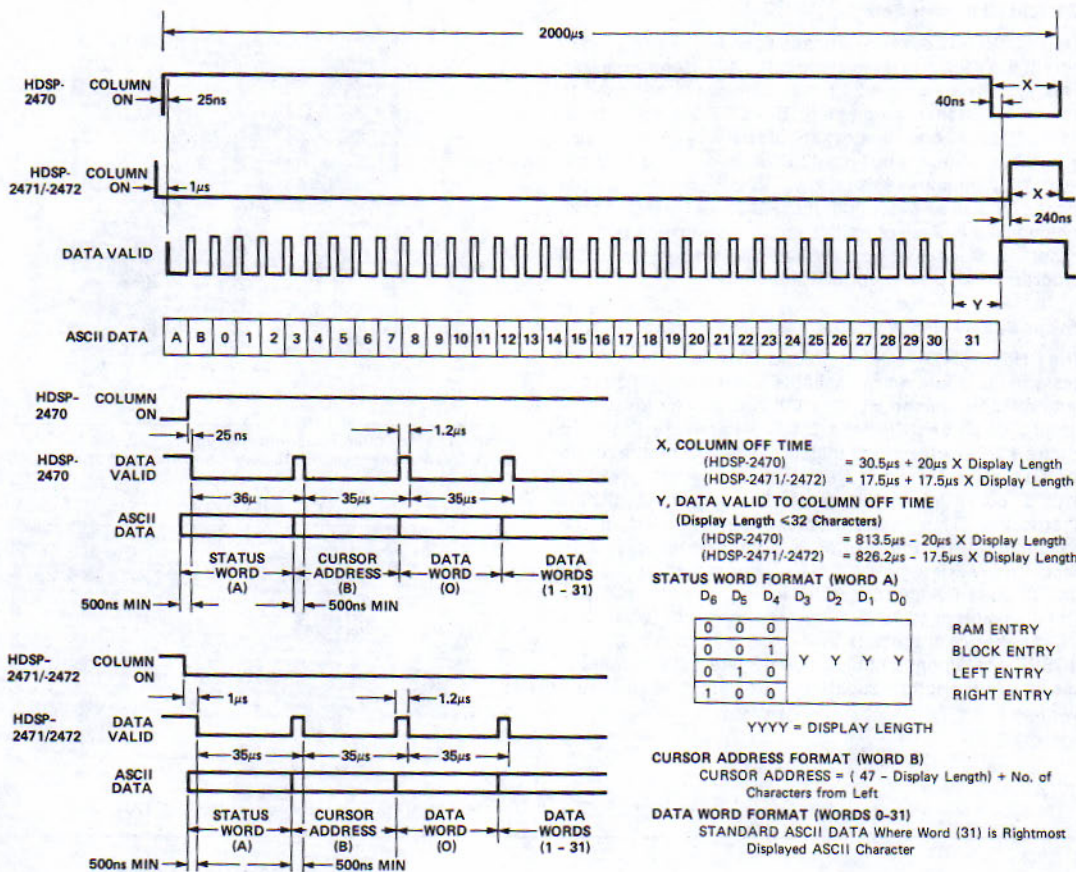 2000µs
HDSP-2470 COLUMN ON
25ns
40ns
X
HDSP-2471/-2472 COLUMN ON
1µs
X
240ns
DATA VALID
Y
ASCII DATA A B 0 1 2 3 4 5 6 7 8 9 10 11 12 13 14 15 16 17 18 19 20 21 22 23 24 25 26 27 28 29 30 31
HDSP-2470 COLUMN ON
25 ns
1.2µs
HDSP-2470 DATA VALID
36µ 35µs 35µs
ASCII DATA
STATUS WORD (A)
CURSOR ADDRESS (B)
DATA WORD (O)
DATA WORDS (1 – 31)
500ns MIN
500ns MIN
HDSP-2471/-2472 COLUMN ON
1µs
1.2µs
HDSP-2471/2472 DATA VALID
35µs 35µs 35µs
ASCII DATA
STATUS WORD (A)
CURSOR ADDRESS (B)
DATA WORD (O)
DATA WORDS (1 – 31)
500ns MIN
500ns MIN
X, COLUMN OFF TIME
(HDSP-2470) = 30.5µs + 20µs X Display Length
(HDSP-2471/-2472) = 17.5µs + 17.5µs X Display Length
Y, DATA VALID TO COLUMN OFF TIME
(Display Length ≤32 Characters)
(HDSP-2470) = 813.5µs – 20µs X Display Length
(HDSP-2471/-2472) = 826.2µs - 17.5µs X Display Length
STATUS WORD FORMAT (WORD A)
D6 D5 D4 D3 D2 D1 D0
0 0 0 RAM ENTRY
0 0 1 BLOCK ENTRY
Y Y Y Y
0 1 0 LEFT ENTRY
1 0 0 RIGHT ENTRY
YYYY = DISPLAY LENGTH
CURSOR ADDRESS FORMAT (WORD B)
CURSOR ADDRESS = ( 47 – Display Length) + No. of
Characters from Left
DATA WORD FORMAT (WORDS 0-31)
STANDARD ASCII DATA Where Word (31) is Rightmost
Displayed ASCII Character